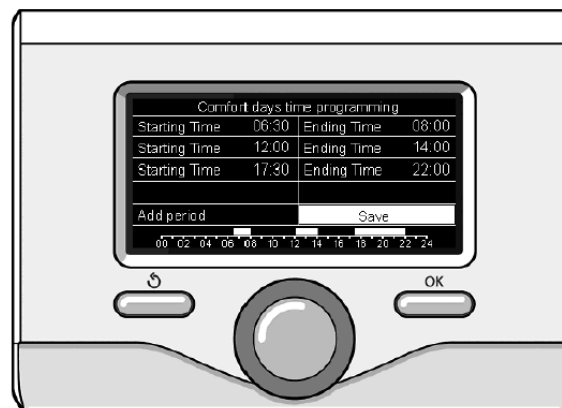 Comfort days time programming
Starting Time 06:30 Ending Time 08:00
Starting Time 12:00 Ending Time 14:00
Starting Time 17:30 Ending Time 22:00
Add period Save
00 02 04 06 08 10 12 14 16 18 20 22 24
OK